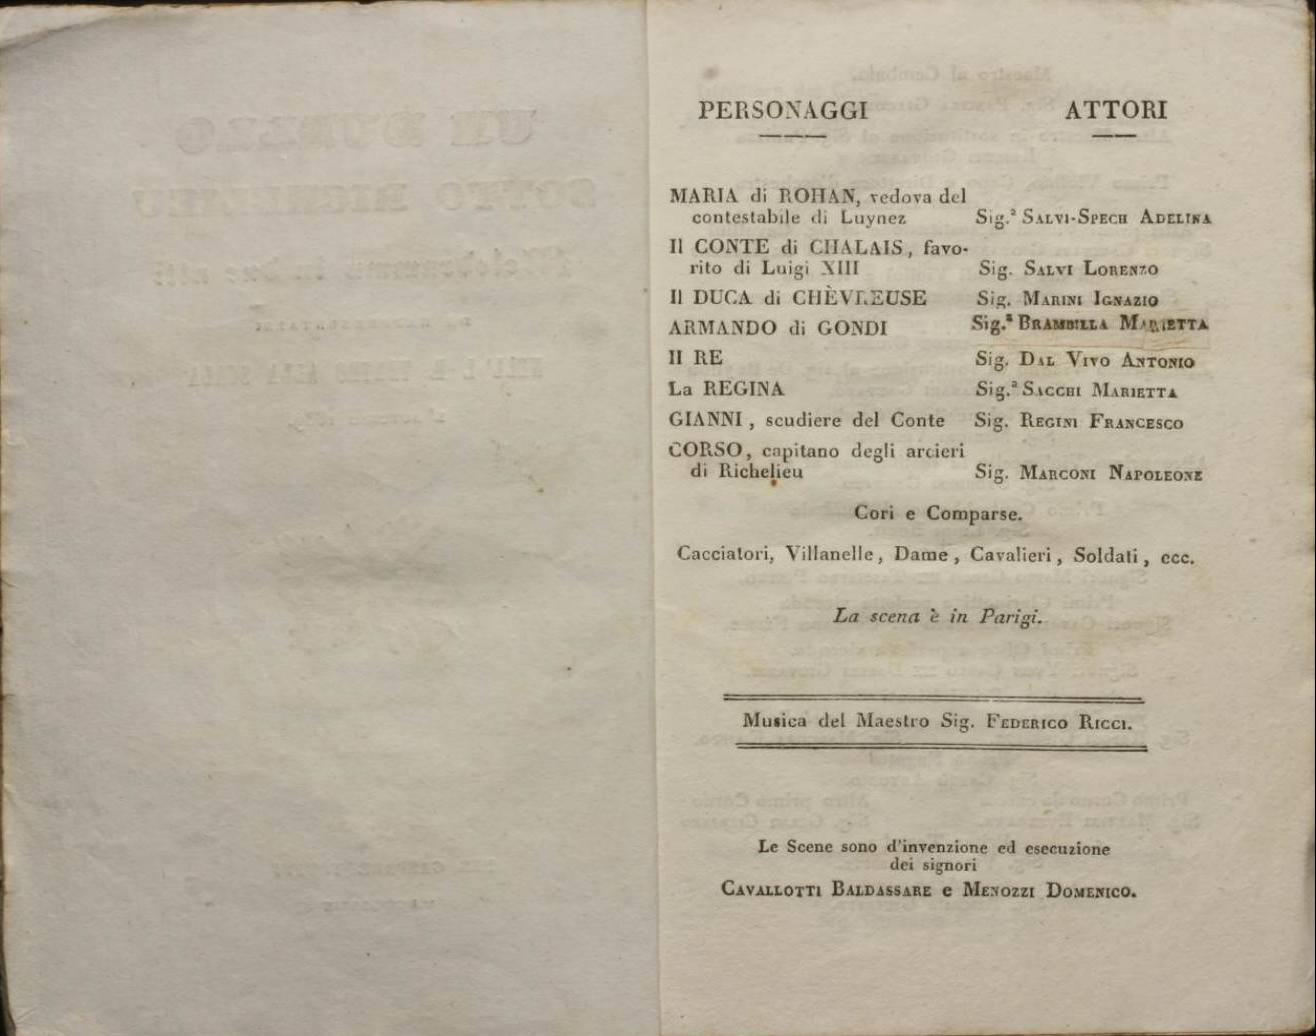 PERSONAGGI ATTORI
MARIA di ROHAN, vedova del
contestabile di Luynez Sig.ª SALVI-SPECH ADELINA
Il CONTE di CHALAIS, favo-
rito di Luigi XIII Sig. SALVI LORENZO
Il DUCA di CHÈVREUSE Sig. MARINI IGNAZIO
ARMANDO di GONDI Sig.ª BRAMBILLA MARIETTA
Il RE Sig. DAL VIVO ANTONIO
La REGINA Sig.ª SACCHI MARIETTA
GIANNI, scudiere del Conte Sig. REGINI FRANCESCO
CORSO, capitano degli arcieri
di Richelieu Sig. MARCONI NAPOLEONE
Cori e Comparse.
Cacciatori, Villanelle, Dame, Cavalieri, Soldati, ecc.
La scena è in Parigi.
Musica del Maestro Sig. FEDERICO RICCI.
Le Scene sono d'invenzione ed esecuzione
dei signori
CAVALLOTTI BALDASSARE e MENOZZI DOMENICO.